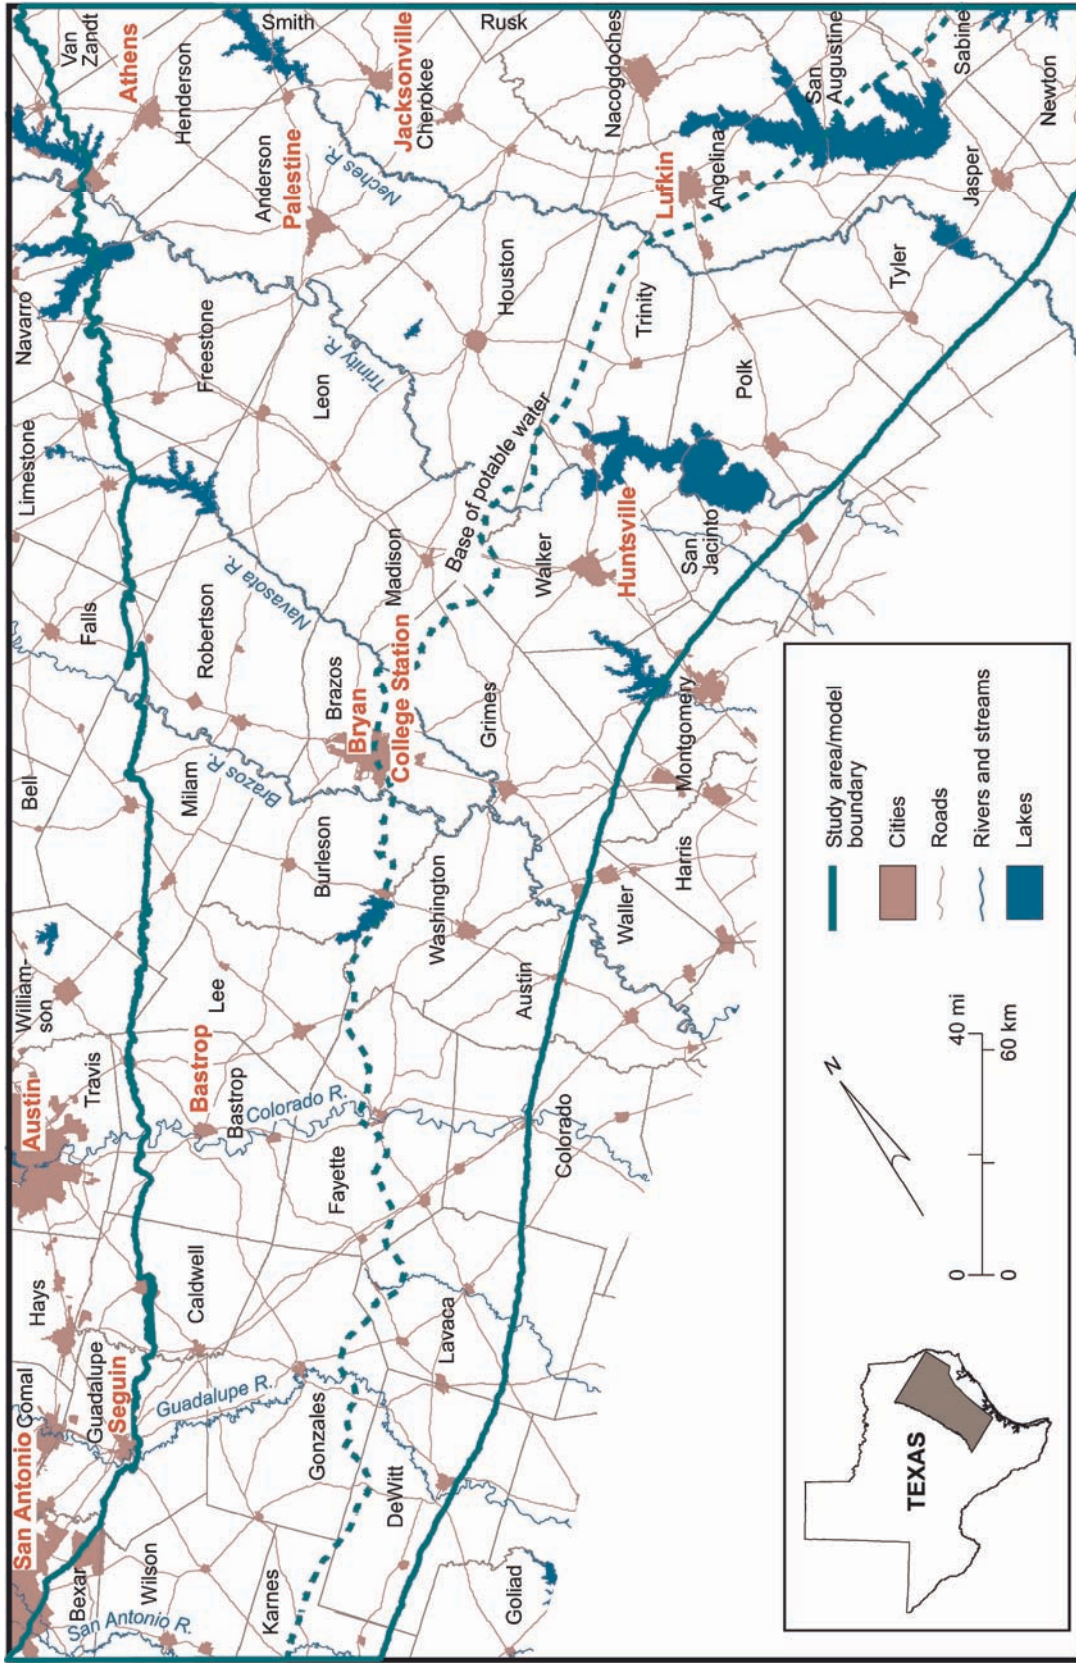 San Antonio
Comal
Hays
Austin
William-
son
Bell
Limestone
Navarro
Van
Zandt
Smith
Rusk
Athens
Henderson
Bexar
Guadalupe
Seguin
Travis
Falls
Wilson
San Antonio R.
Guadalupe R.
Caldwell
Bastrop
Bastrop
Colorado R.
Lee
Milam
Brazos R.
Robertson
Navasota R.
Freestone
Leon
Trinity R.
Anderson
Palestine
Neches R.
Jacksonville
Cherokee
Karnes
Gonzales
Fayette
Burleson
Bryan
College Station
Brazos
Madison
Base of potable water
Houston
Nacogdoches
DeWitt
Lavaca
Washington
Grimes
Walker
Huntsville
Trinity
Lufkin
Angelina
San
Augustine
Goliad
Colorado
Austin
Waller
Harris
Montgomery
San
Jacinto
Polk
Tyler
Jasper
Sabine
Newton
TEXAS
N
0
40 mi
0
60 km
Study area/model
boundary
Cities
Roads
Rivers and streams
Lakes